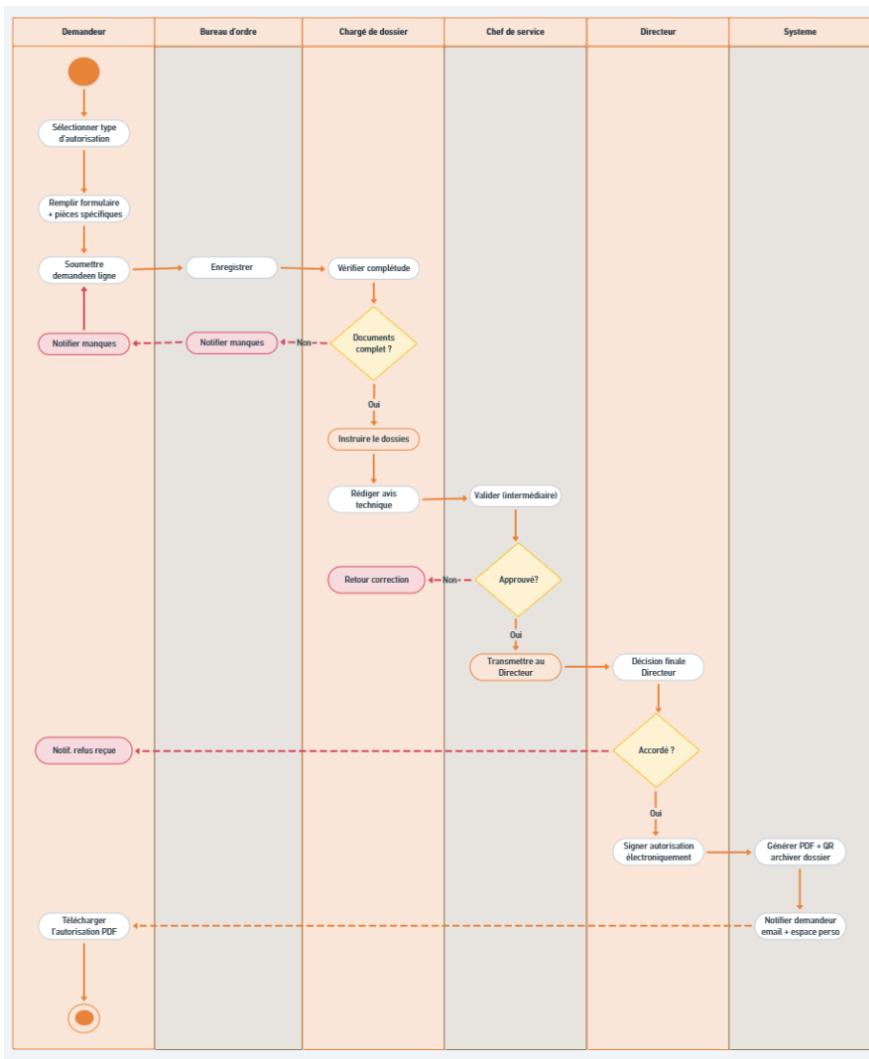 Demandeur
Bureau d'ordre
Chargé de dossier
Chef de service
Directeur
Systeme
Sélectionner type
d'autorisation
Remplir formulaire
+ pièces spécifiques
Soumettre
demandeen ligne
Enregistrer
Vérifier complétude
Notifier manques
Notifier manques
Non
Documents
complet ?
Oui
Instruire le dossies
Rédiger avis
technique
Valider (intermédiaire)
Retour correction
Non
Approuvé?
Oui
Transmettre au
Directeur
Décision finale
Directeur
Notif. refus reçue
Accordé ?
Oui
Signer autorisation
électroniquement
Générer PDF + QR
archiver dossier
Télécharger
l'autorisation PDF
Notifier demandeur
email + espace perso